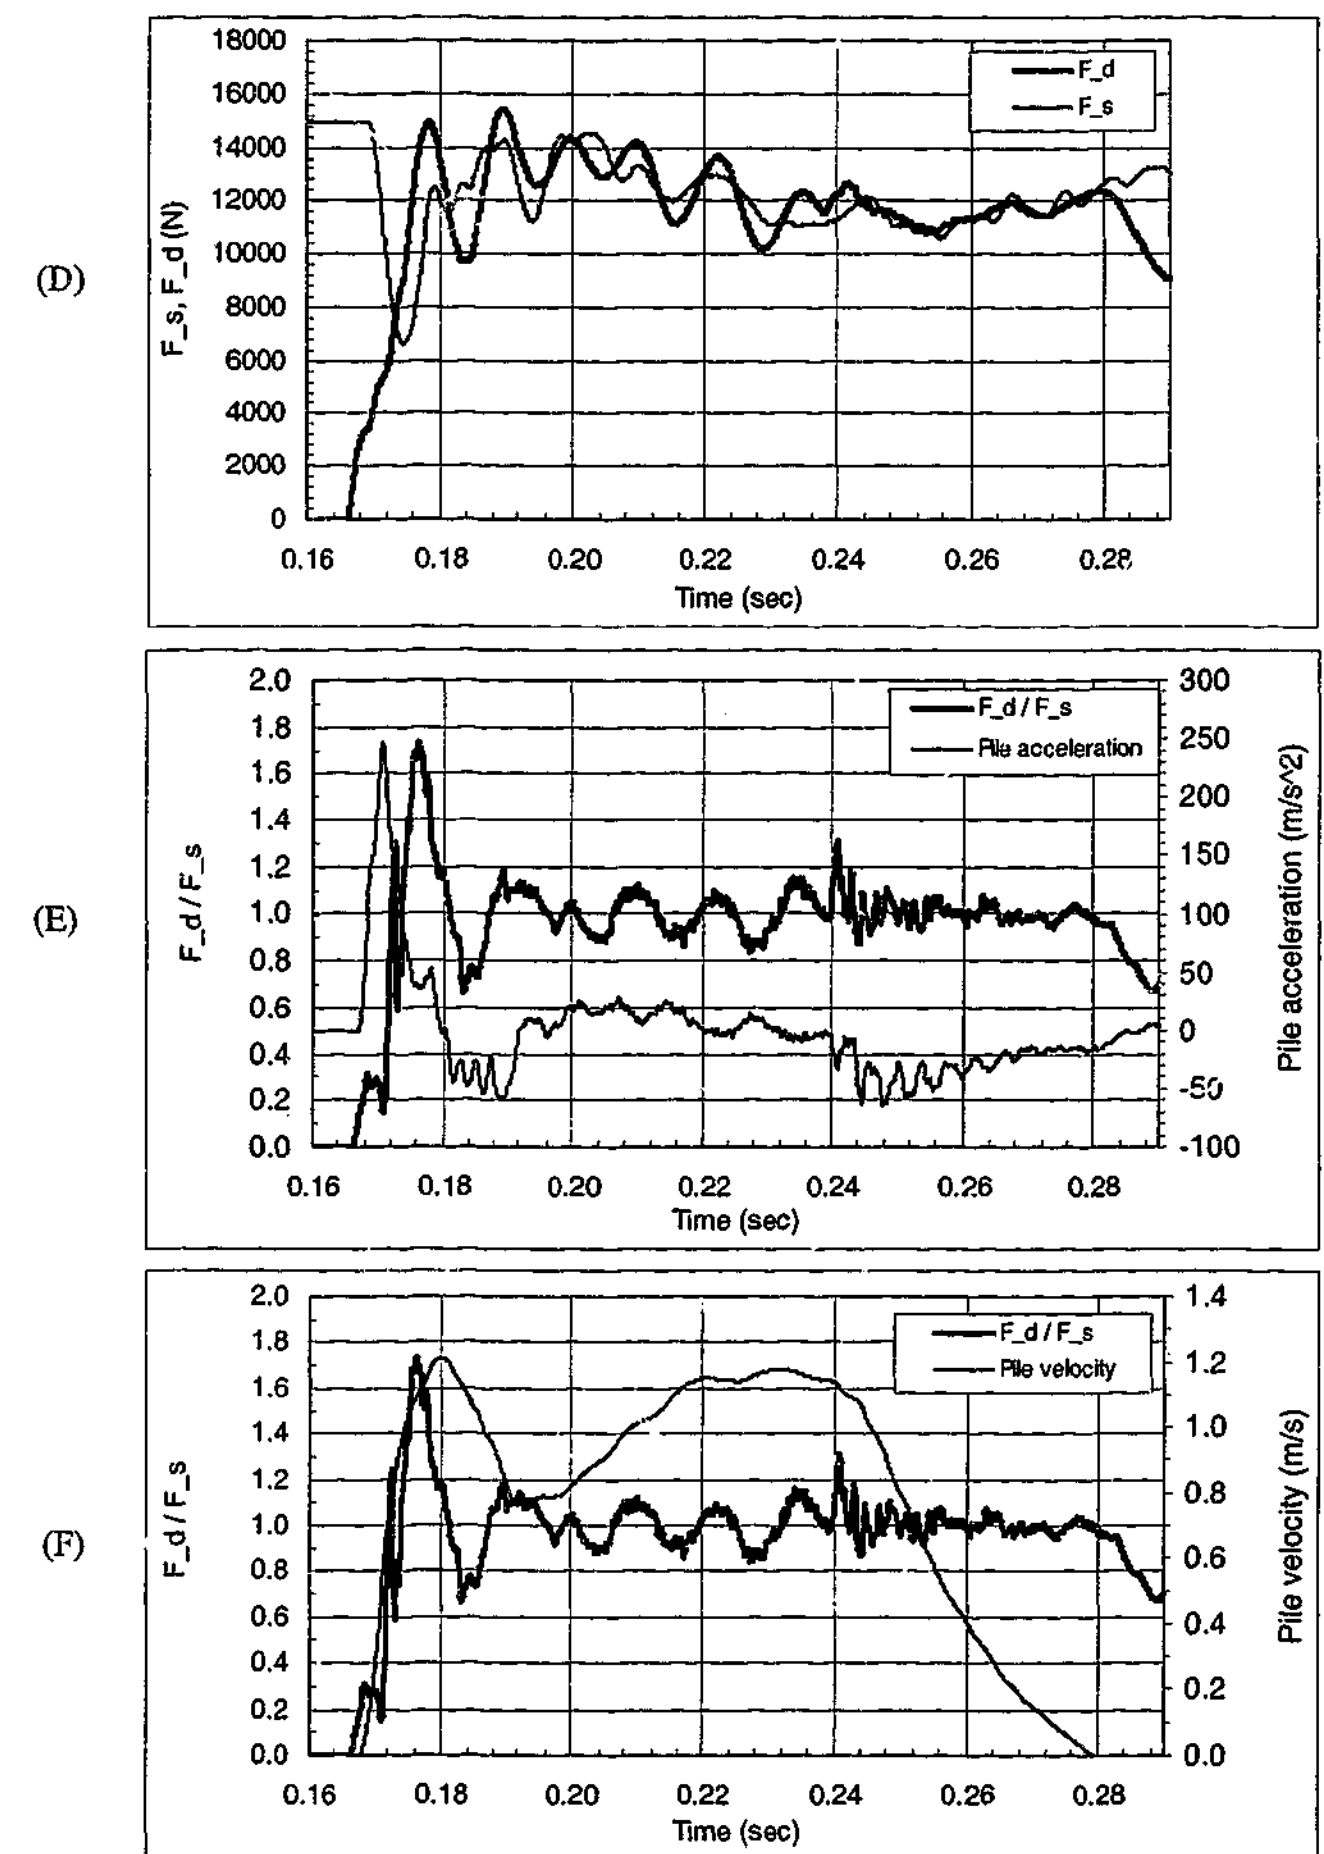 18000
16000
14000
12000
10000
8000
6000
4000
2000
0
F_s, F_d (N)
F_d
F_s
(D)
0.16 0.18 0.20 0.22 0.24 0.26 0.28
Time (sec)
2.0
1.8
1.6
1.4
1.2
1.0
0.8
0.6
0.4
0.2
0.0
F_d / F_s
F_d / F_s
Pile acceleration
300
250
200
150
100
50
0
-50
-100
Pile acceleration (m/s^2)
(E)
0.16 0.18 0.20 0.22 0.24 0.26 0.28
Time (sec)
2.0
1.8
1.6
1.4
1.2
1.0
0.8
0.6
0.4
0.2
0.0
F_d / F_s
F_d / F_s
Pile velocity
1.4
1.2
1.0
0.8
0.6
0.4
0.2
0.0
Pile velocity (m/s)
(F)
0.16 0.18 0.20 0.22 0.24 0.26 0.28
Time (sec)